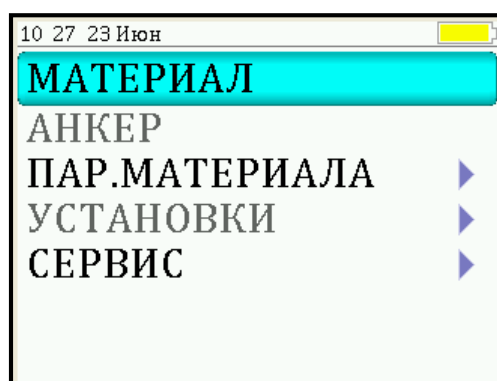 10 27 23 Июн
МАТЕРИАЛ
АНКЕР
ПАР.МАТЕРИАЛА
УСТАНОВКИ
СЕРВИС